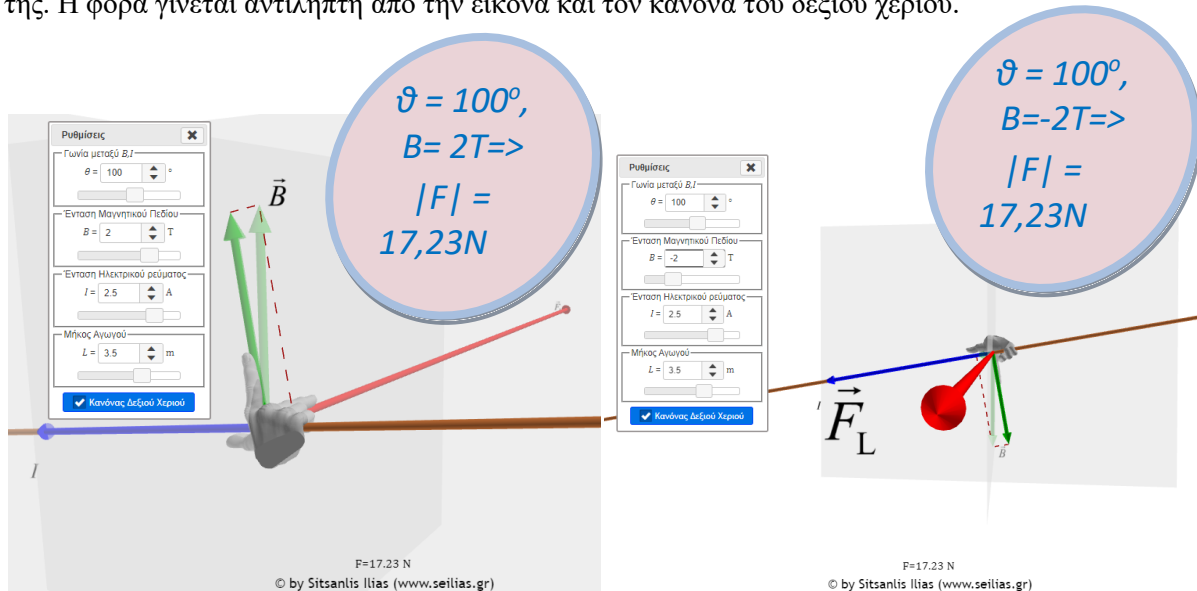 της. Η φορά γίνεται αντιληπτή από την εικόνα και τον κανόνα του δεξιού χεριού.
ϑ = 100°,
B= 2T=>
|F| =
17,23N
Ρυθμίσεις
Γωνία μεταξύ B,I
θ = 100 °
Ένταση Μαγνητικού Πεδίου
B = 2 T
Ένταση Ηλεκτρικού ρεύματος
I = 2.5 A
Μήκος Αγωγού
L = 3.5 m
Κανόνας Δεξιού Χεριού
B
F
I
F=17.23 N
© by Sitsanlis Ilias (www.seilias.gr)
ϑ = 100°,
B=-2T=>
|F| =
17,23N
Ρυθμίσεις
Γωνία μεταξύ B,I
θ = 100 °
Ένταση Μαγνητικού Πεδίου
B = -2 T
Ένταση Ηλεκτρικού ρεύματος
I = 2.5 A
Μήκος Αγωγού
L = 3.5 m
Κανόνας Δεξιού Χεριού
I
F L
B
F=17.23 N
© by Sitsanlis Ilias (www.seilias.gr)